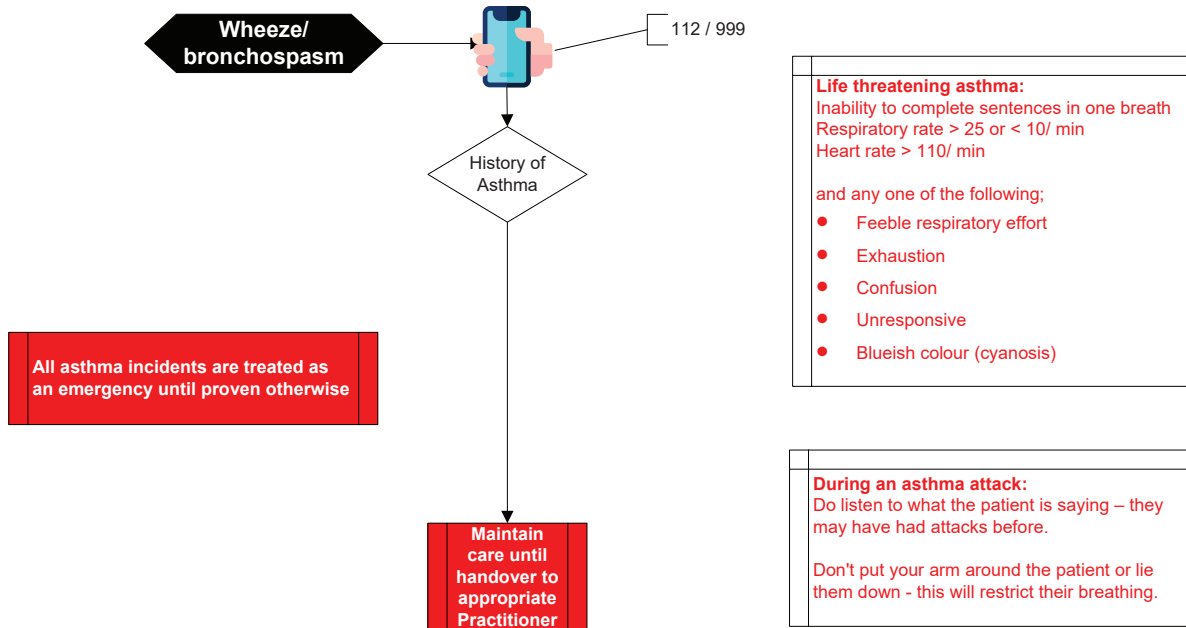 Wheeze/
bronchospasm
112 / 999
History of
Asthma
Life threatening asthma:
Inability to complete sentences in one breath
Respiratory rate > 25 or < 10/ min
Heart rate > 110/ min
and any one of the following;
● Feeble respiratory effort
● Exhaustion
● Confusion
● Unresponsive
● Blueish colour (cyanosis)
All asthma incidents are treated as
an emergency until proven otherwise
During an asthma attack:
Do listen to what the patient is saying – they
may have had attacks before.
Don't put your arm around the patient or lie
them down - this will restrict their breathing.
Maintain
care until
handover to
appropriate
Practitioner